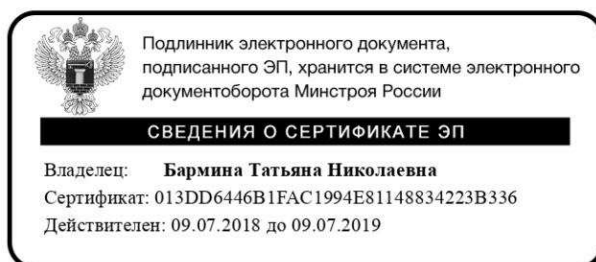 Подлинник электронного документа,
подписанного ЭП, хранится в системе электронного
документоборота Минстроя России
СВЕДЕНИЯ О СЕРТИФИКАТЕ ЭП
Владелец: Бармина Татьяна Николаевна
Сертификат: 013DD6446B1FAC1994E81148834223B336
Действителен: 09.07.2018 до 09.07.2019